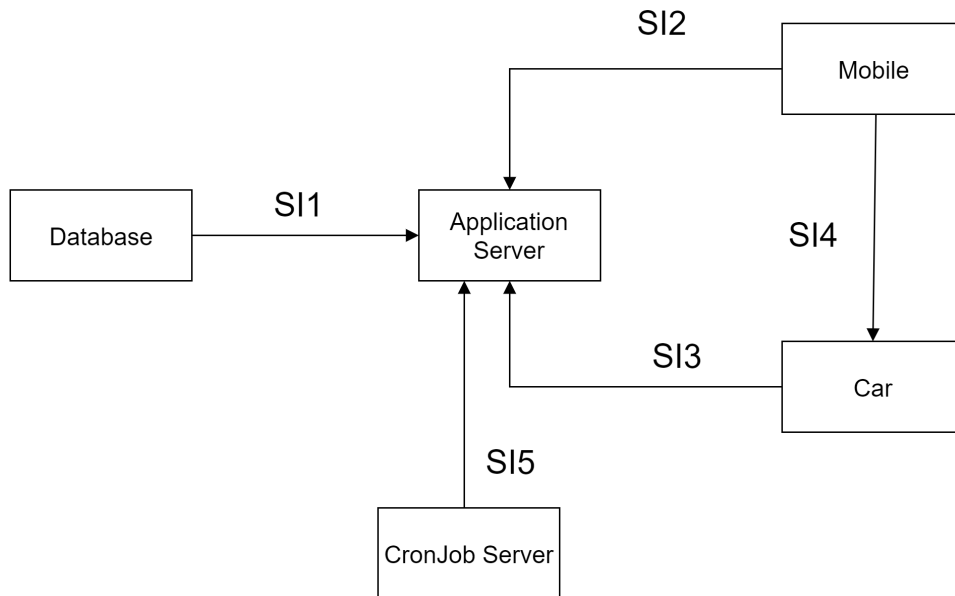 SI2
Mobile
SI1
Application
Server
Database
SI4
SI3
Car
SI5
CronJob Server